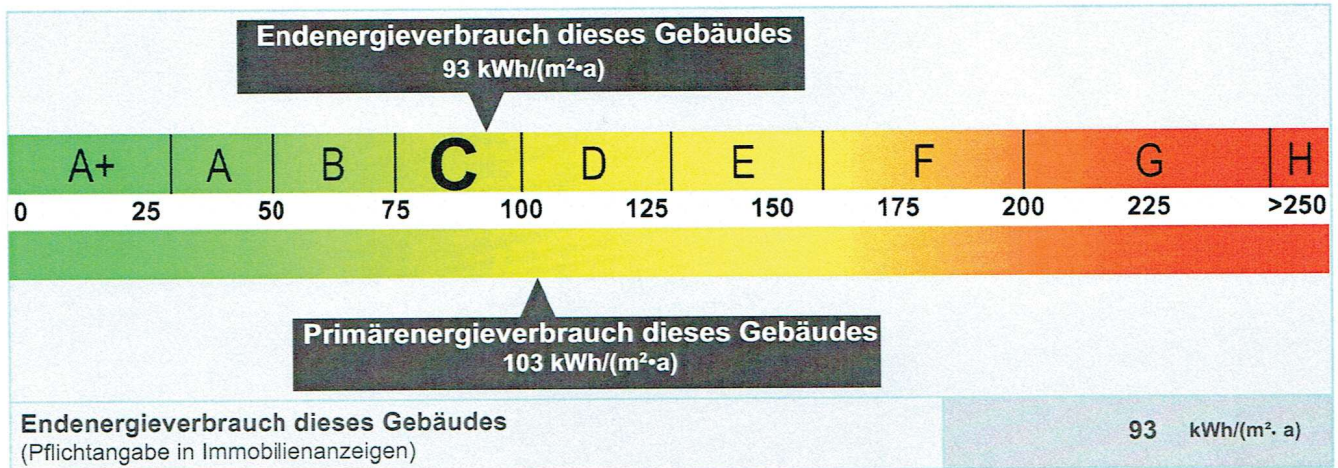 Endenergieverbrauch dieses Gebäudes
93 kWh/(m²•a)
A+ A B C D E F G H
0 25 50 75 100 125 150 175 200 225 >250
Primärenergieverbrauch dieses Gebäudes
103 kWh/(m²•a)
Endenergieverbrauch dieses Gebäudes 93 kWh/(m²· a)
(Pflichtangabe in Immobilienanzeigen)